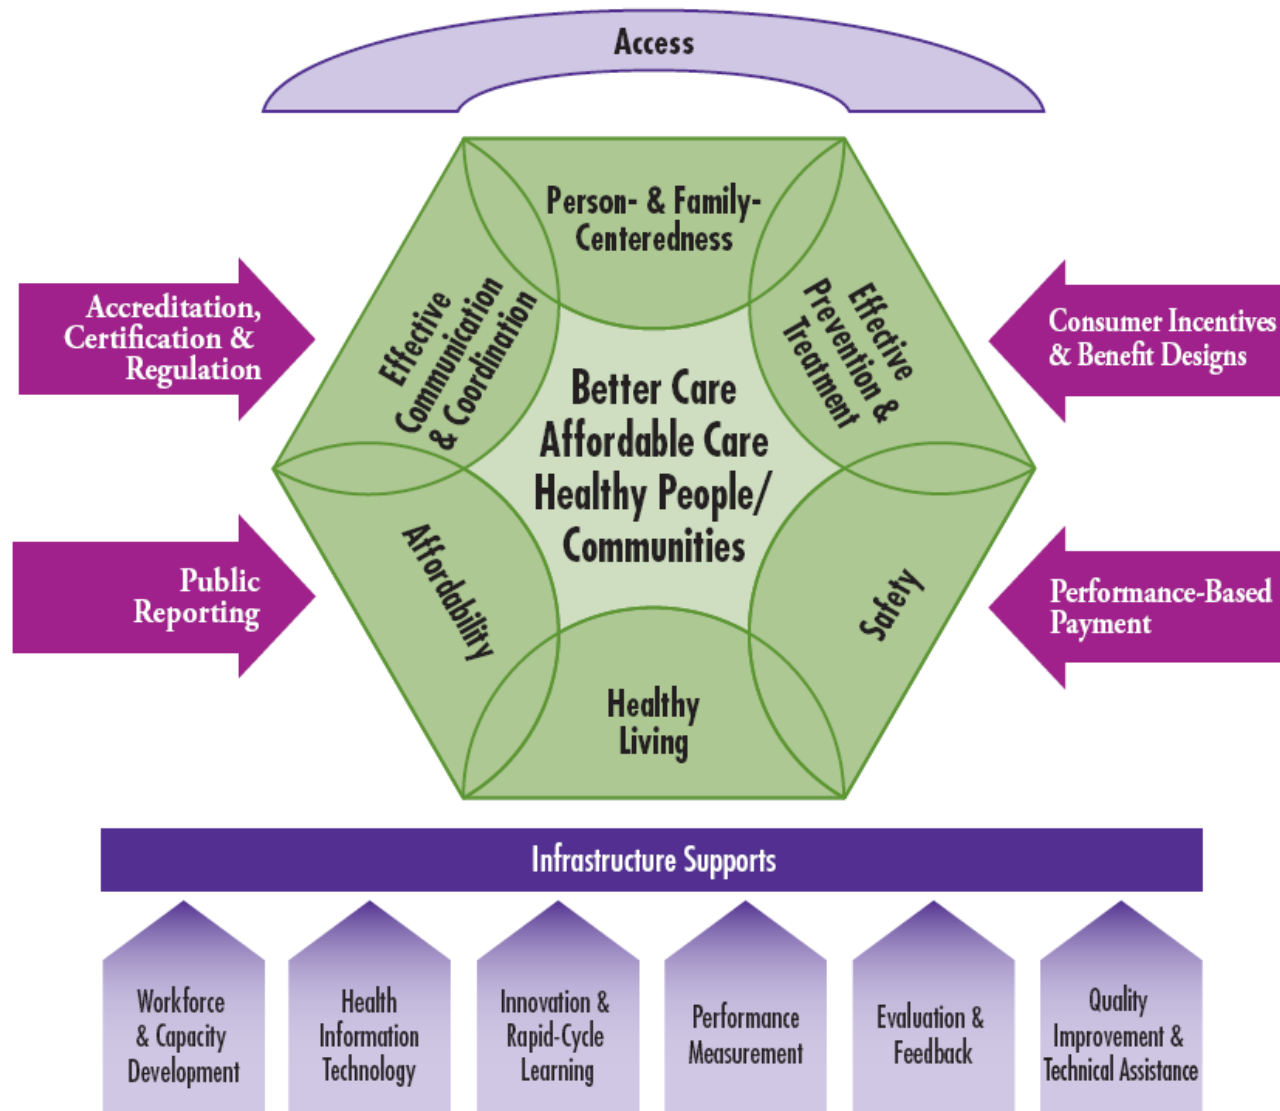 Access
Person- & Family-
Centeredness
Effective
Communication
& Coordination
Effective
Prevention &
Treatment
Accreditation,
Certification &
Regulation
Consumer Incentives
& Benefit Designs
Better Care
Affordable Care
Healthy People/
Communities
Public
Reporting
Affordability
Safety
Performance-Based
Payment
Healthy
Living
Infrastructure Supports
Workforce
& Capacity
Development
Health
Information
Technology
Innovation &
Rapid-Cycle
Learning
Performance
Measurement
Evaluation &
Feedback
Quality
Improvement &
Technical Assistance